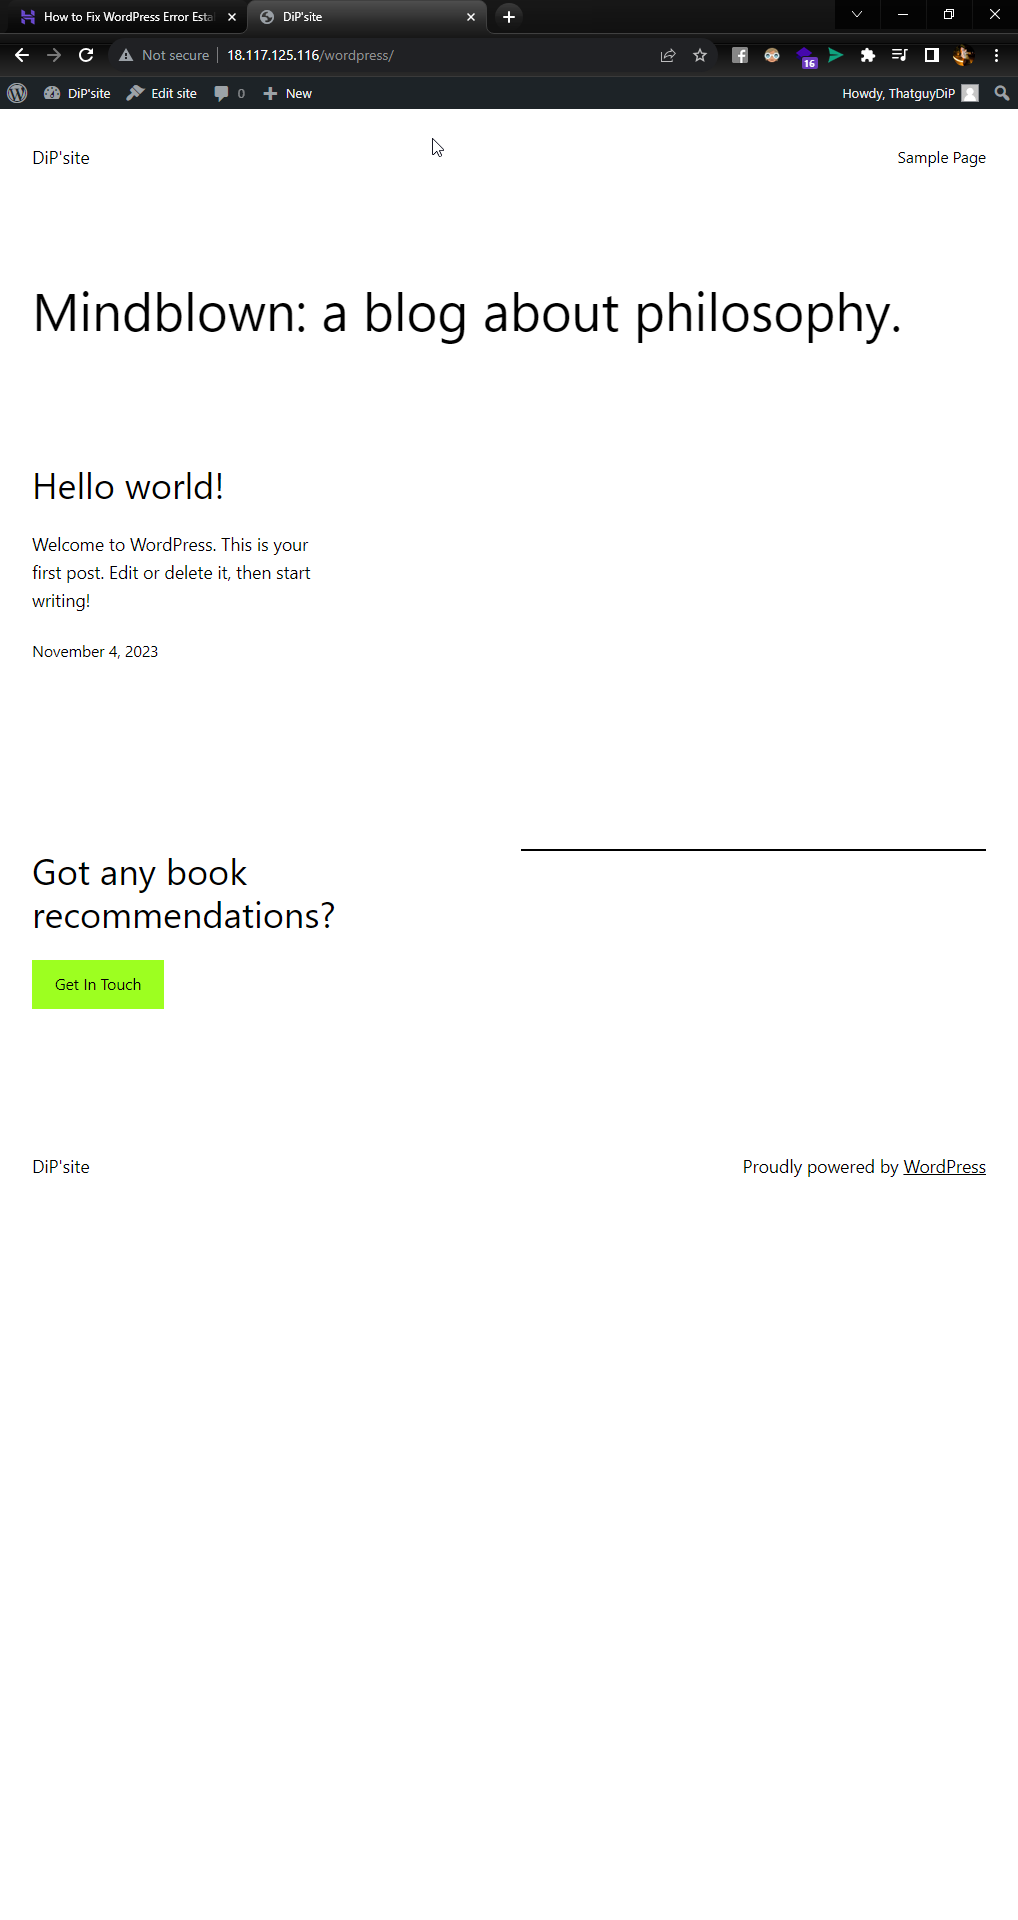 How to Fix WordPress Error Esta
DiP'site
Not secure 18.117.125.116/wordpress/
16
DiP'site Edit site 0 New Howdy, ThatguyDiP
DiP'site Sample Page
Mindblown: a blog about philosophy.
Hello world!
Welcome to WordPress. This is your
first post. Edit or delete it, then start
writing!
November 4, 2023
Got any book
recommendations?
Get In Touch
DiP'site Proudly powered by WordPress